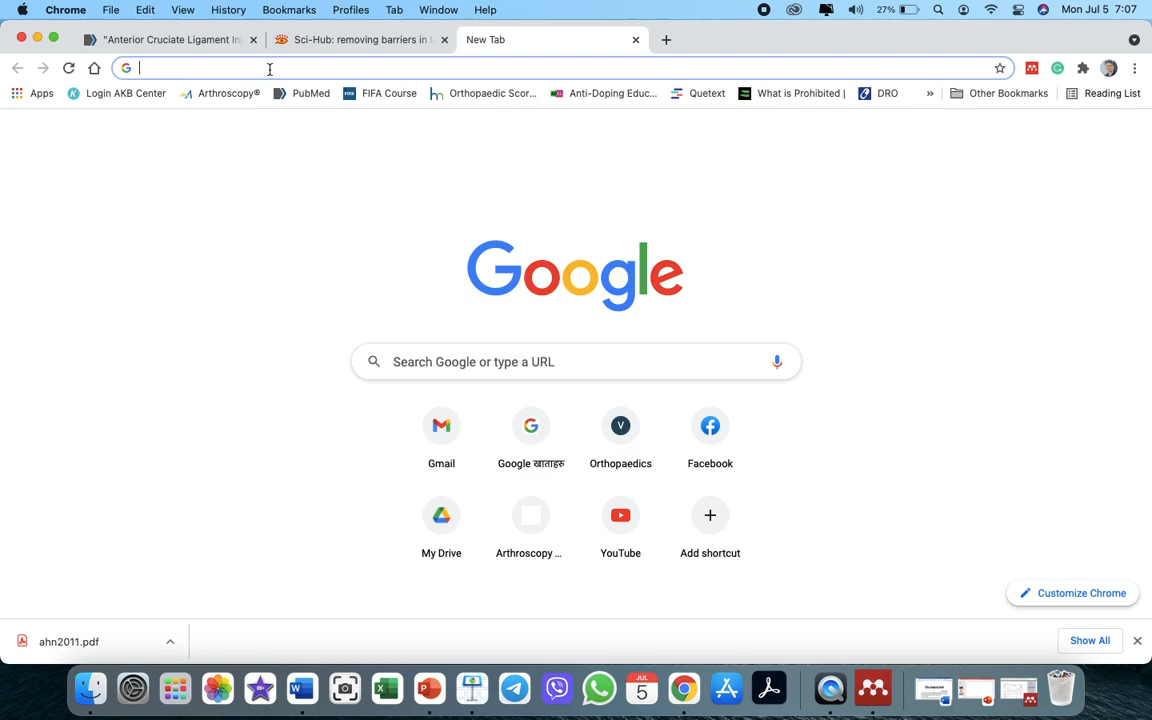 Chrome File Edit View History Bookmarks Profiles Tab Window Help 27% Mon Jul 5 7:07
"Anterior Cruciate Ligament In Sci-Hub: removing barriers in t New Tab
Apps Login AKB Center Arthroscopy® PubMed FIFA Course Orthopaedic Scor... Anti-Doping Educ... Quetext What is Prohibited | DRO » Other Bookmarks Reading List
Google
Search Google or type a URL
V
Gmail Google खाताहरु Orthopaedics Facebook
My Drive Arthroscopy ... YouTube Add shortcut
Customize Chrome
ahn2011.pdf Show All
JUL
5